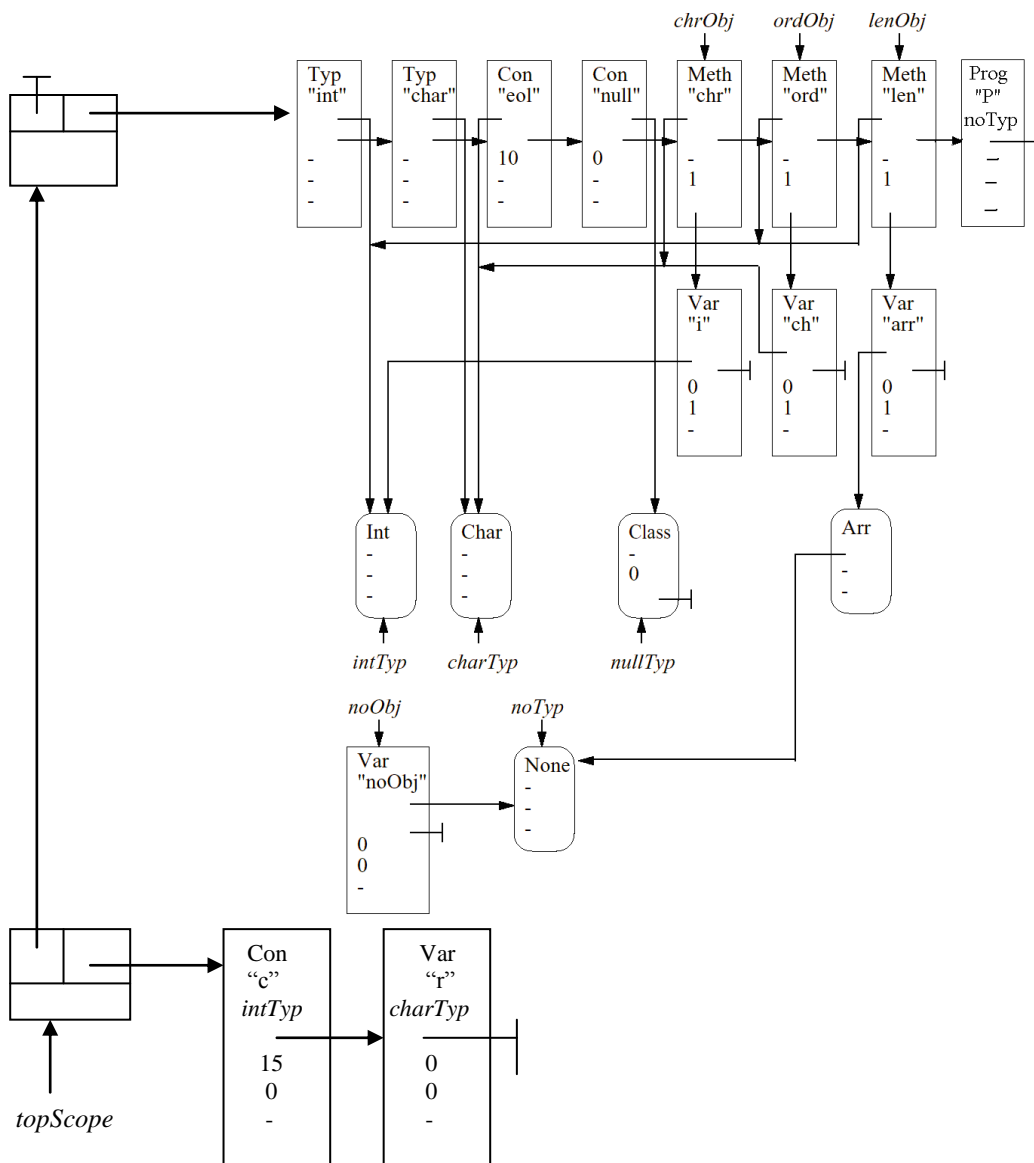 chrObj
ordObj
lenObj
Typ
"int"
-
-
-
Typ
"char"
-
-
-
Con
"eol"
10
-
-
Con
"null"
0
-
-
Meth
"chr"
-
1
Meth
"ord"
-
1
Meth
"len"
-
1
Prog
"P"
noTyp
–
–
–
Var
"i"
0
1
-
Var
"ch"
0
1
-
Var
"arr"
0
1
-
Int
-
-
-
Char
-
-
-
Class
-
0
Arr
-
-
intTyp
charTyp
nullTyp
noObj
noTyp
Var
"noObj"
0
0
-
None
-
-
-
Con
“c”
intTyp
15
0
-
Var
“r”
charTyp
0
0
-
topScope